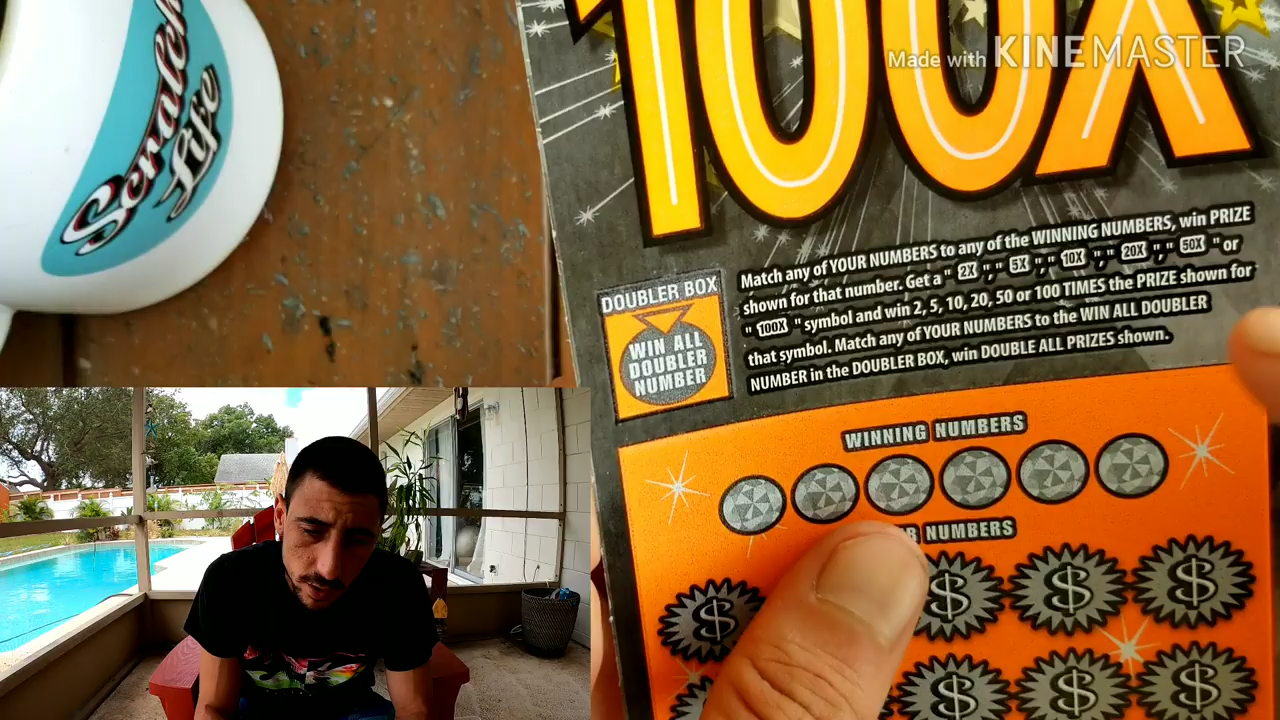 Scratch
Life
100X
Made with KINEMASTER
Match any of YOUR NUMBERS to any of the WINNING NUMBERS, win PRIZE
shown for that number. Get a " 2X "," 5X "," 10X "," 20X "," 50X " or
" 100X " symbol and win 2, 5, 10, 20, 50 or 100 TIMES the PRIZE shown for
that symbol. Match any of YOUR NUMBERS to the WIN ALL DOUBLER
NUMBER in the DOUBLER BOX, win DOUBLE ALL PRIZES shown.
DOUBLER BOX
WIN ALL
DOUBLER
NUMBER
WINNING NUMBERS
NUMBERS
$ $ $ $
$ $ $